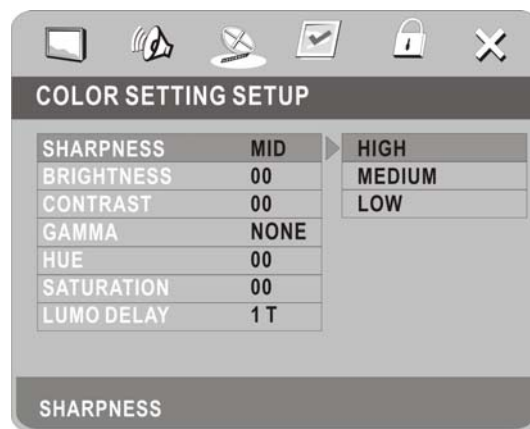 COLOR SETTING SETUP
SHARPNESS MID HIGH
BRIGHTNESS 00 MEDIUM
CONTRAST 00 LOW
GAMMA NONE
HUE 00
SATURATION 00
LUMO DELAY 1 T
SHARPNESS